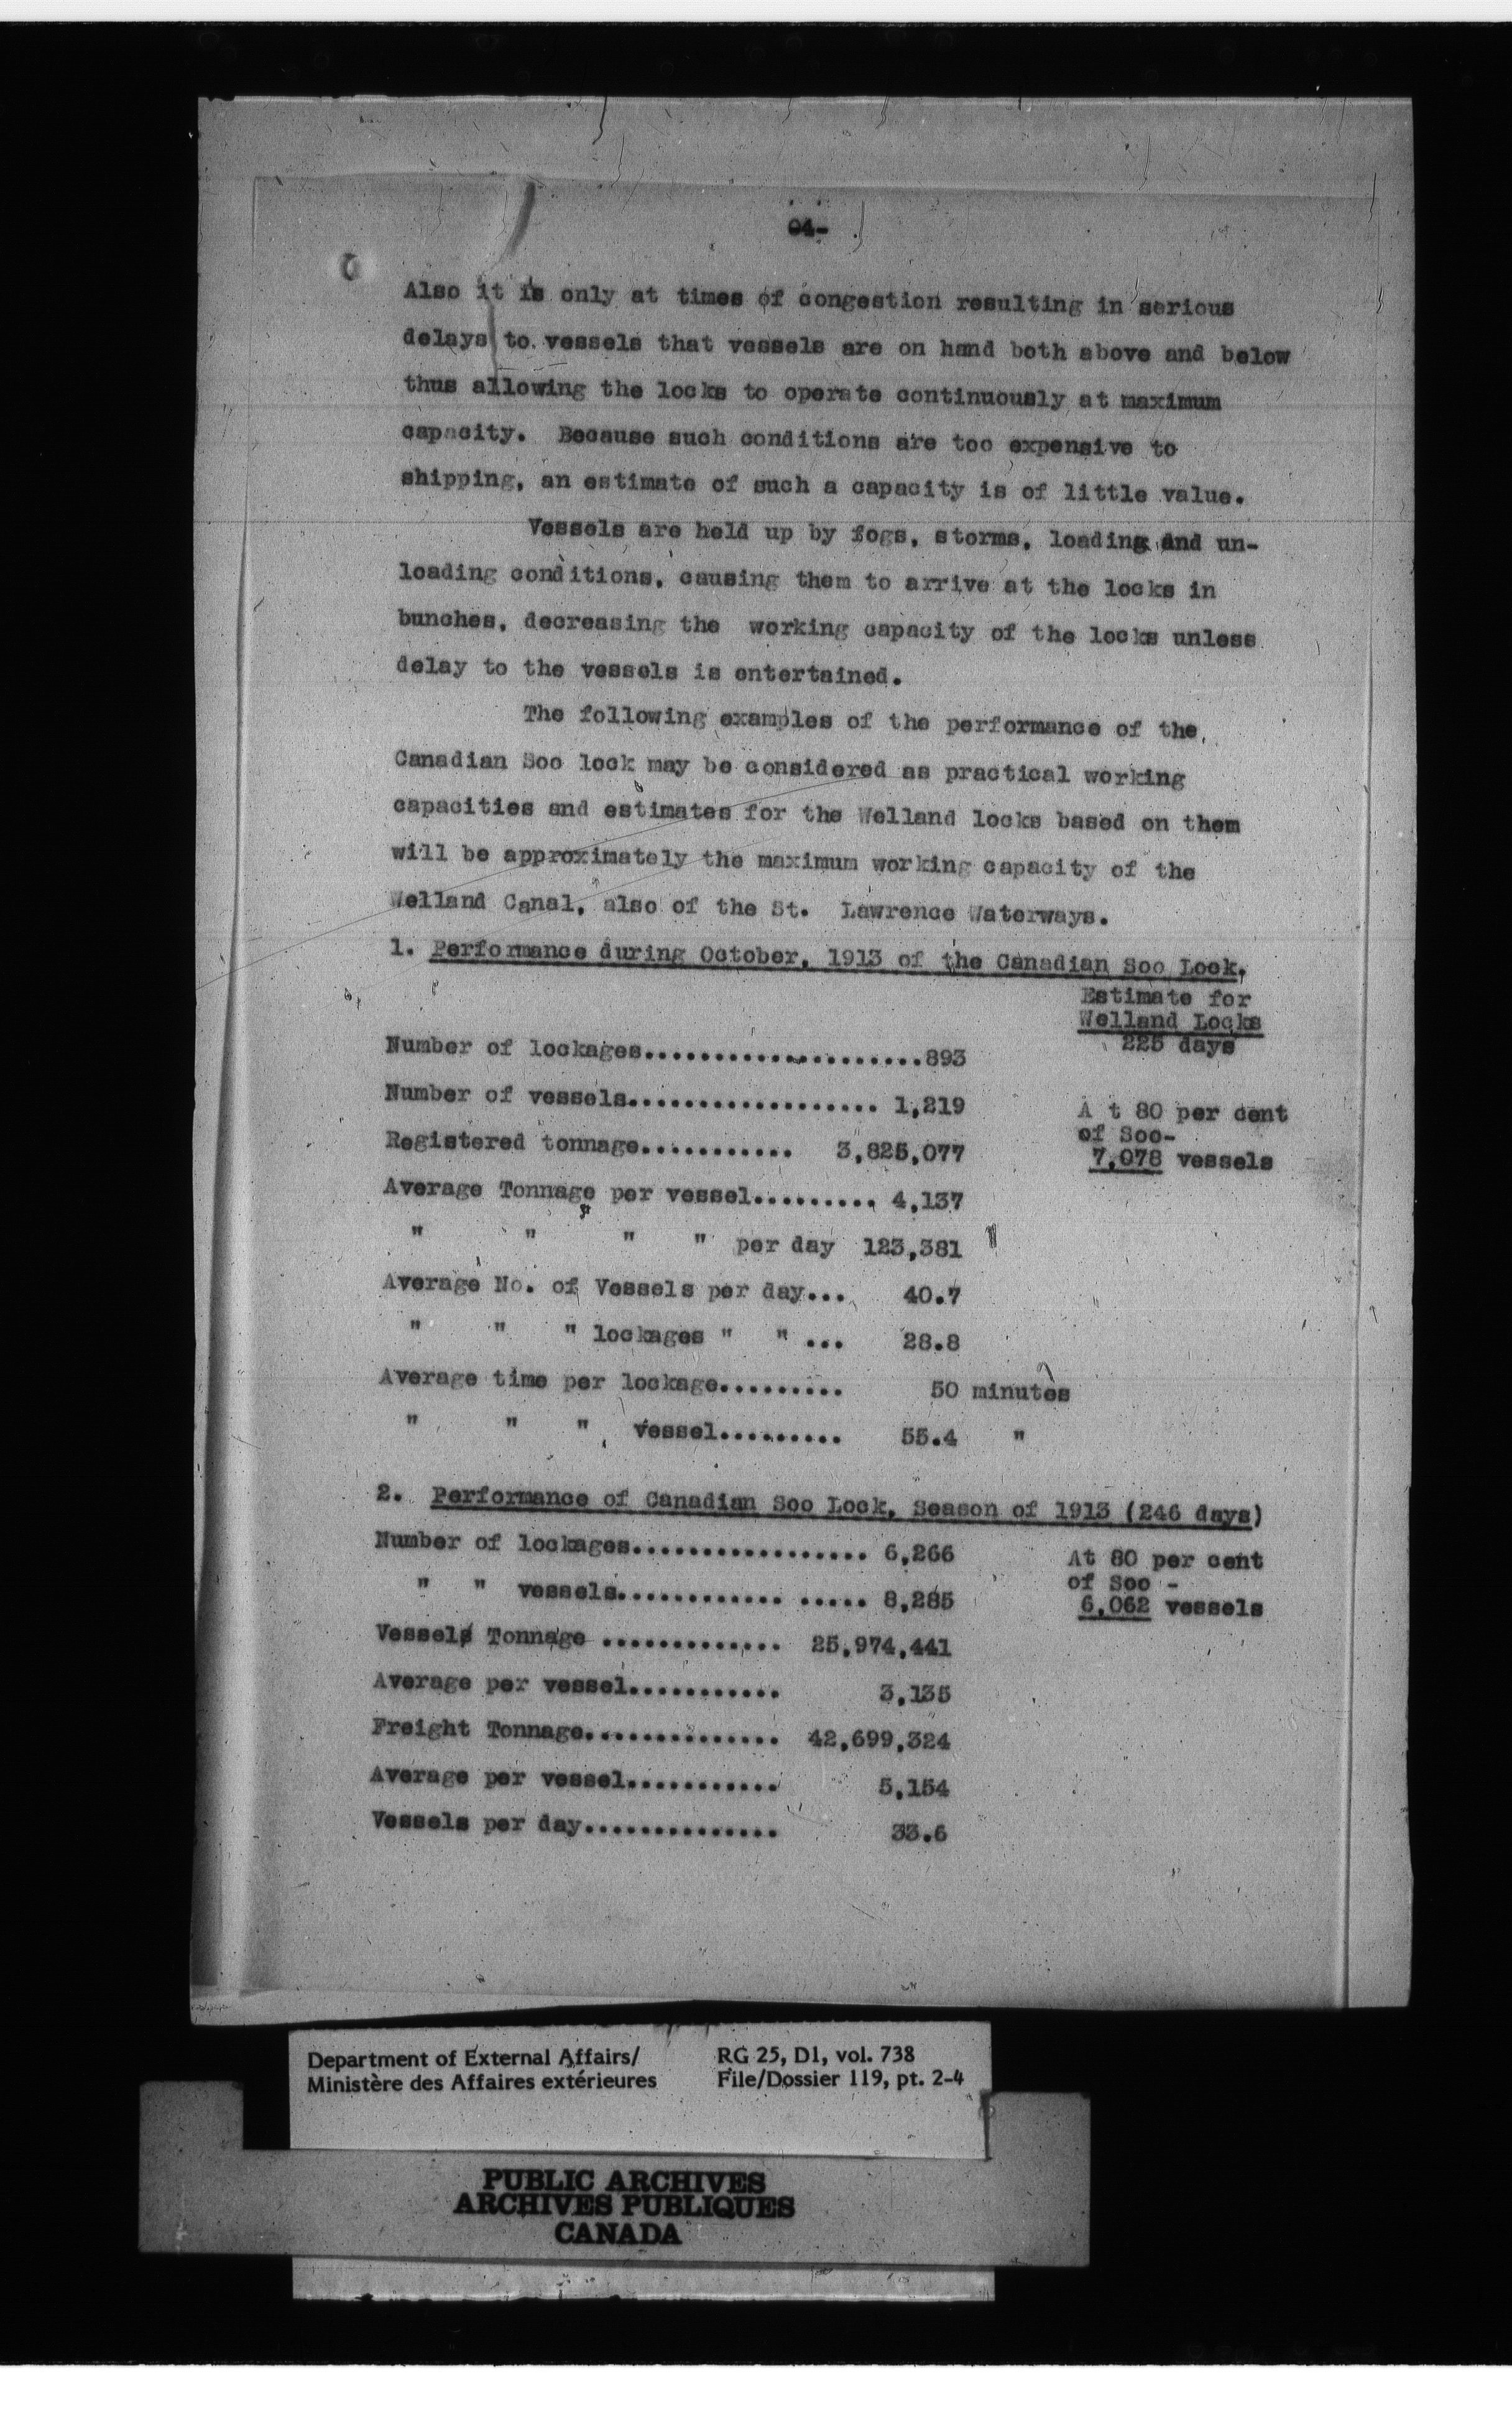 04-
Also it is only at times of congestion resulting in serious
delays to vessels that vessels are on hand both above and below
thus allowing the locks to operate continuously at maximum
capacity. Because such conditions are too expensive to
shipping, an estimate of such a capacity is of little value.
Vessels are held up by fogs, storms, loading and un-
loading conditions, causing them to arrive at the locks in
bunches, decreasing the working capacity of the locks unless
delay to the vessels is entertained.
The following examples of the performance of the
Canadian Soo lock may be considered as practical working
capacities and estimates for the Welland locks based on them
will be approximately the maximum working capacity of the
Welland Canal, also of the St. Lawrence Waterways.
1. Performance during October, 1913 of the Canadian Soo Lock.
Estimate for
Welland Locks
225 days
Number of lockages.....................893
Number of vessels................... 1,219
At 80 per cent
of Soo-
7,078 vessels
Registered tonnage............ 3,825,077
Average Tonnage per vessel......... 4,137
" " " " per day 123,381
Average No. of Vessels per day... 40.7
" " " lockages " " ... 28.8
Average time per lockage......... 50 minutes
" " " vessel......... 55.4 "
2. Performance of Canadian Soo Lock, Season of 1913 (246 days)
Number of lockages................. 6,266
At 80 per cent
of Soo -
6,062 vessels
" " vessels............ ..... 8,285
Vessels Tonnage ............. 25,974,441
Average per vessel........... 3,135
Freight Tonnage.............. 42,699,324
Average per vessel........... 5,154
Vessels per day.............. 33.6
Department of External Affairs/ RG 25, D1, vol. 738
Ministère des Affaires extérieures File/Dossier 119, pt. 2-4
PUBLIC ARCHIVES
ARCHIVES PUBLIQUES
CANADA